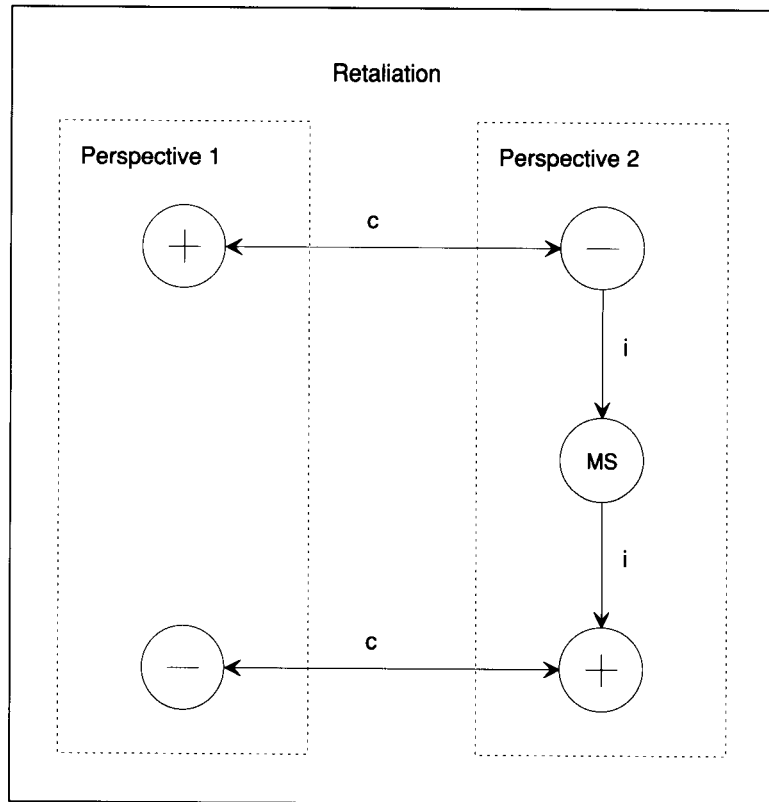 Retaliation
Perspective 1
Perspective 2
+
c
−
i
MS
i
−
c
+